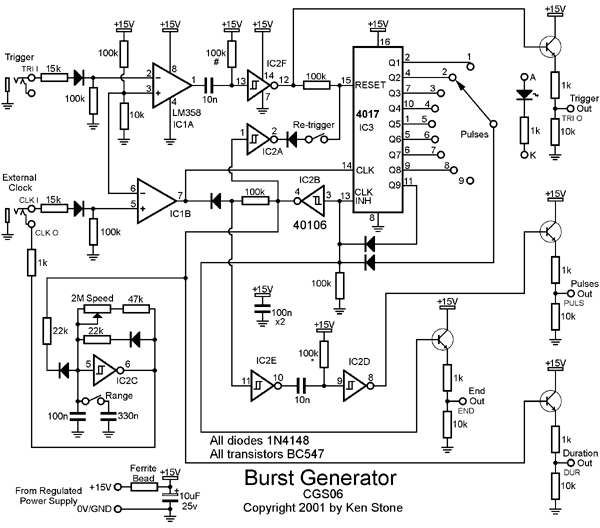 +15V +15V +15V +15V +15V +15V
Trigger
TRI I
15k
100k
100k
10k
2
3
8
1
4
LM358
IC1A
10n
100k
#
13
14
12
7
IC2F
100k
16
15
RESET
4017
IC3
14
CLK
CLK
INH
13
8
Q1 2 1
Q2 4 2
Q3 7 3
Q4 10 4
Q5 1 5
Q6 5 6
Q7 6 7
Q8 9 8
Q9 11 9
Pulses
A
1k
K
1k
Trigger
Out
TRI O
10k
1
2
IC2A
Re-trigger
External
Clock
CLK I
15k
CLK O
100k
1k
6
5
7
IC1B
100k
IC2B
4
3
40106
100k
+15V
100n
x2
+15V
Pulses
Out
PULS
1k
10k
2M Speed
47k
22k
22k
5
6
IC2C
Range
100n
330n
11
10
IC2E
10n
+15V
100k
*
9
8
IC2D
+15V
1k
End
Out
END
10k
+15V
1k
Duration
Out
DUR
10k
All diodes 1N4148
All transistors BC547
Burst Generator
CGS06
Copyright 2001 by Ken Stone
From Regulated
Power Supply
+15V
0V/GND
Ferrite
Bead
+15V
+
10uF
25v